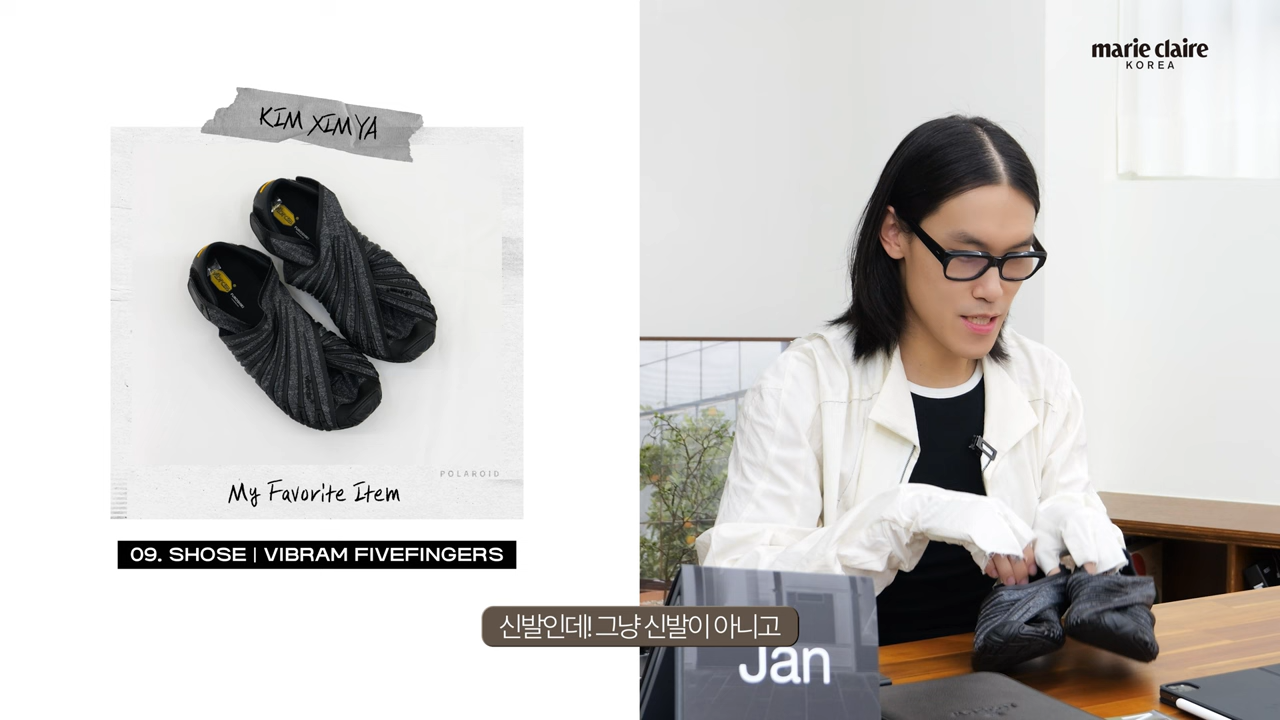 KIM XIMYA
POLAROID
My Favorite Item
09. SHOSE | VIBRAM FIVEFINGERS
marie claire
KOREA
신발인데! 그냥 신발이 아니고
Jan